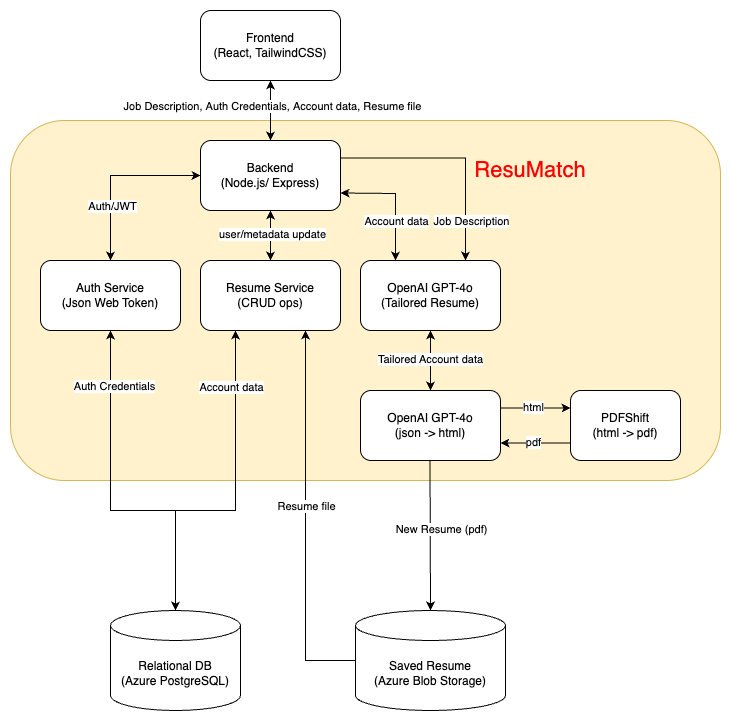 Frontend
(React, TailwindCSS)
Job Description, Auth Credentials, Account data, Resume file
ResuMatch
Backend
(Node.js/ Express)
Auth/JWT
Account data
Job Description
user/metadata update
Auth Service
(Json Web Token)
Resume Service
(CRUD ops)
OpenAI GPT-4o
(Tailored Resume)
Tailored Account data
Auth Credentials
Account data
OpenAI GPT-4o
(json -> html)
html
pdf
PDFShift
(html -> pdf)
Resume file
New Resume (pdf)
Relational DB
(Azure PostgreSQL)
Saved Resume
(Azure Blob Storage)